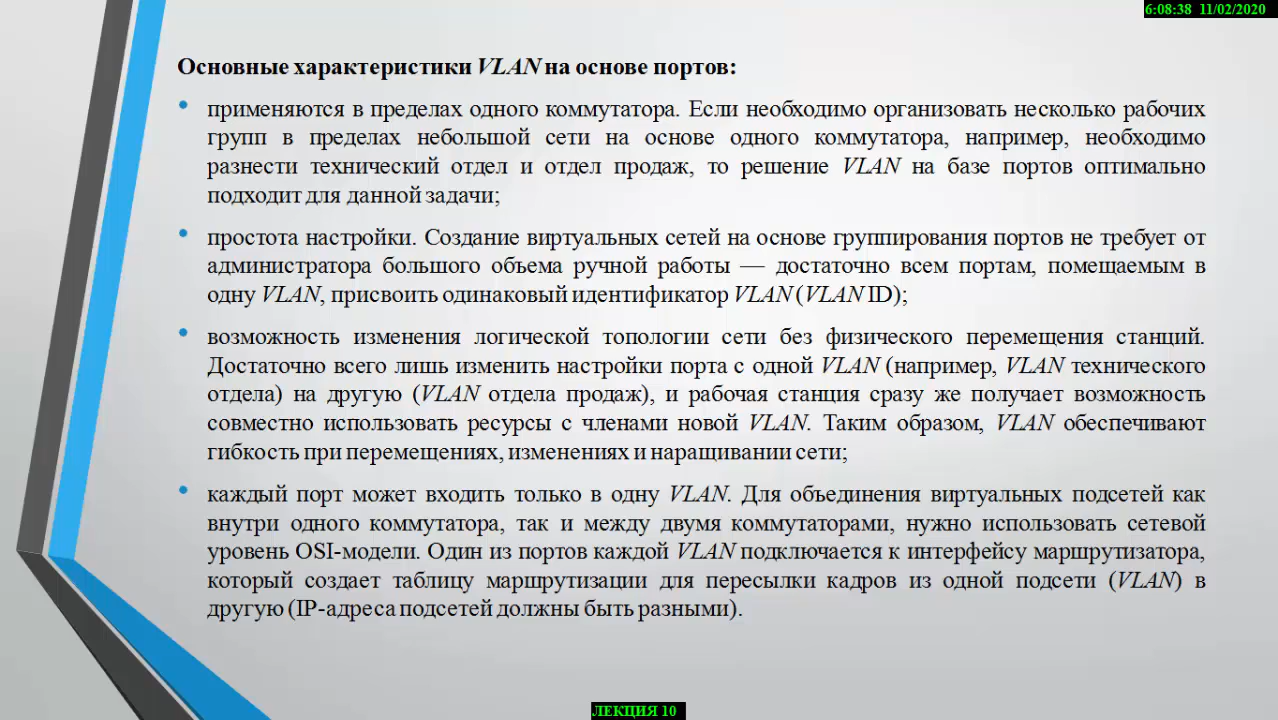 6:08:38 11/02/2020
Основные характеристики VLAN на основе портов:
• применяются в пределах одного коммутатора. Если необходимо организовать несколько рабочих
групп в пределах небольшой сети на основе одного коммутатора, например, необходимо
разнести технический отдел и отдел продаж, то решение VLAN на базе портов оптимально
подходит для данной задачи;
• простота настройки. Создание виртуальных сетей на основе группирования портов не требует от
администратора большого объема ручной работы — достаточно всем портам, помещаемым в
одну VLAN, присвоить одинаковый идентификатор VLAN (VLAN ID);
• возможность изменения логической топологии сети без физического перемещения станций.
Достаточно всего лишь изменить настройки порта с одной VLAN (например, VLAN технического
отдела) на другую (VLAN отдела продаж), и рабочая станция сразу же получает возможность
совместно использовать ресурсы с членами новой VLAN. Таким образом, VLAN обеспечивают
гибкость при перемещениях, изменениях и наращивании сети;
• каждый порт может входить только в одну VLAN. Для объединения виртуальных подсетей как
внутри одного коммутатора, так и между двумя коммутаторами, нужно использовать сетевой
уровень OSI-модели. Один из портов каждой VLAN подключается к интерфейсу маршрутизатора,
который создает таблицу маршрутизации для пересылки кадров из одной подсети (VLAN) в
другую (IP-адреса подсетей должны быть разными).
ЛЕКЦИЯ 10